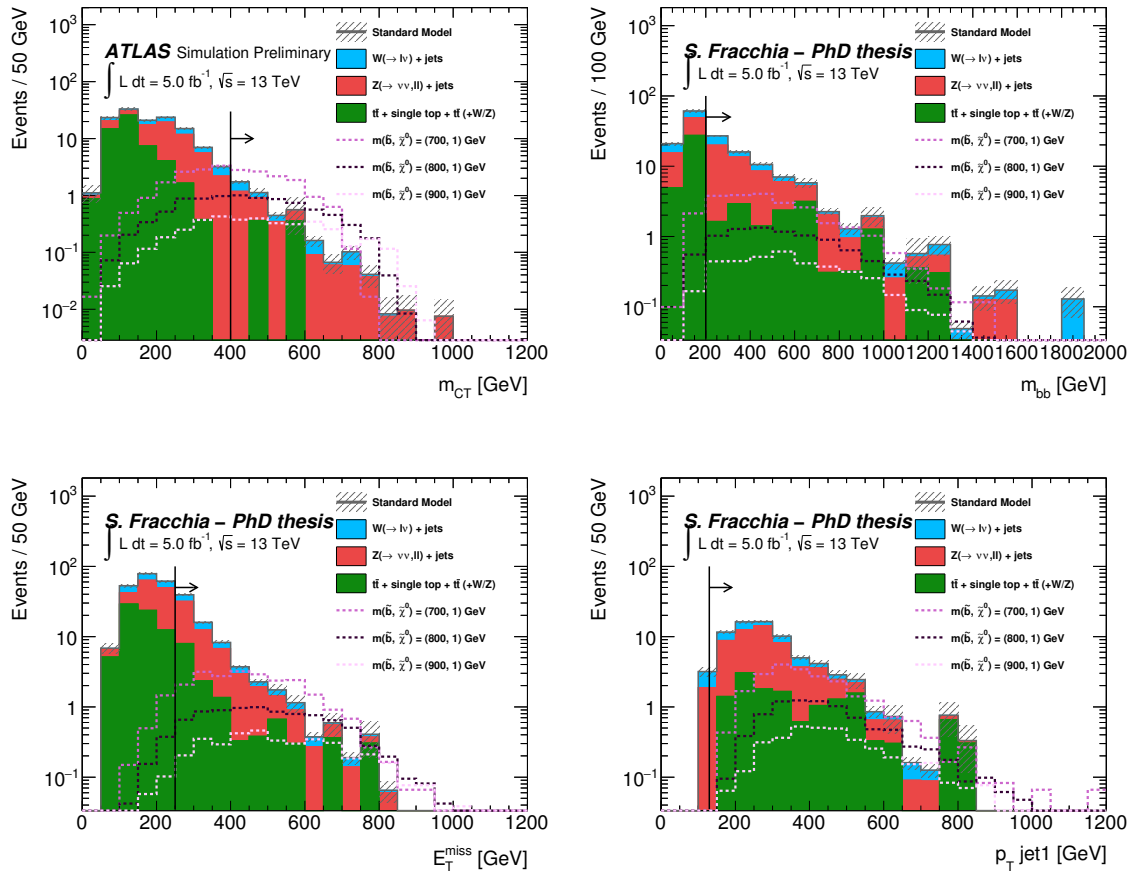 Events / 50 GeV
10³
10²
10
1
10⁻¹
10⁻²
ATLAS Simulation Preliminary
∫ L dt = 5.0 fb⁻¹, √s = 13 TeV
Standard Model
W(→ lν) + jets
Z(→ νν,ll) + jets
tt̄ + single top + tt̄ (+W/Z)
m(b̃, χ̃⁰) = (700, 1) GeV
m(b̃, χ̃⁰) = (800, 1) GeV
m(b̃, χ̃⁰) = (900, 1) GeV
0 200 400 600 800 1000 1200
m_CT [GeV]
Events / 100 GeV
10³
10²
10
1
10⁻¹
S. Fracchia – PhD thesis
∫ L dt = 5.0 fb⁻¹, √s = 13 TeV
Standard Model
W(→ lν) + jets
Z(→ νν,ll) + jets
tt̄ + single top + tt̄ (+W/Z)
m(b̃, χ̃⁰) = (700, 1) GeV
m(b̃, χ̃⁰) = (800, 1) GeV
m(b̃, χ̃⁰) = (900, 1) GeV
0 200 400 600 800 1000 1200 1400 1600 1800 2000
m_bb [GeV]
Events / 50 GeV
10³
10²
10
1
10⁻¹
S. Fracchia – PhD thesis
∫ L dt = 5.0 fb⁻¹, √s = 13 TeV
Standard Model
W(→ lν) + jets
Z(→ νν,ll) + jets
tt̄ + single top + tt̄ (+W/Z)
m(b̃, χ̃⁰) = (700, 1) GeV
m(b̃, χ̃⁰) = (800, 1) GeV
m(b̃, χ̃⁰) = (900, 1) GeV
0 200 400 600 800 1000 1200
E_T^miss [GeV]
Events / 50 GeV
10³
10²
10
1
10⁻¹
S. Fracchia – PhD thesis
∫ L dt = 5.0 fb⁻¹, √s = 13 TeV
Standard Model
W(→ lν) + jets
Z(→ νν,ll) + jets
tt̄ + single top + tt̄ (+W/Z)
m(b̃, χ̃⁰) = (700, 1) GeV
m(b̃, χ̃⁰) = (800, 1) GeV
m(b̃, χ̃⁰) = (900, 1) GeV
0 200 400 600 800 1000 1200
p_T jet1 [GeV]